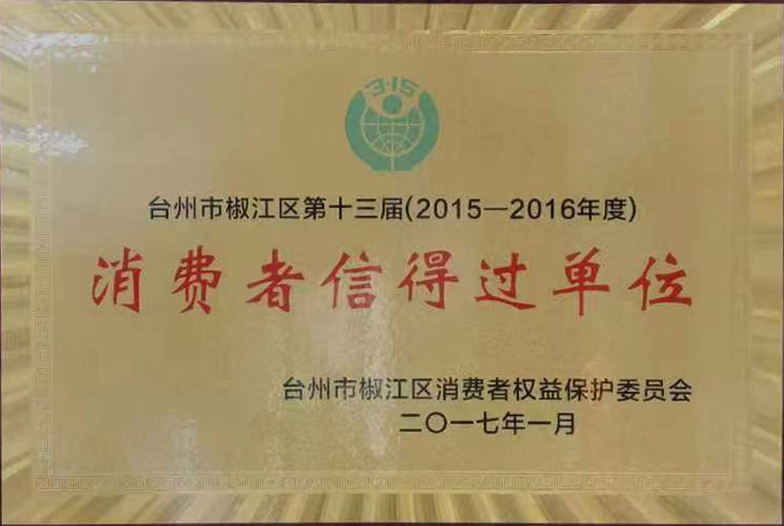 3·15
台州市椒江区第十三届(2015—2016年度)
消费者信得过单位
台州市椒江区消费者权益保护委员会
二〇一七年一月